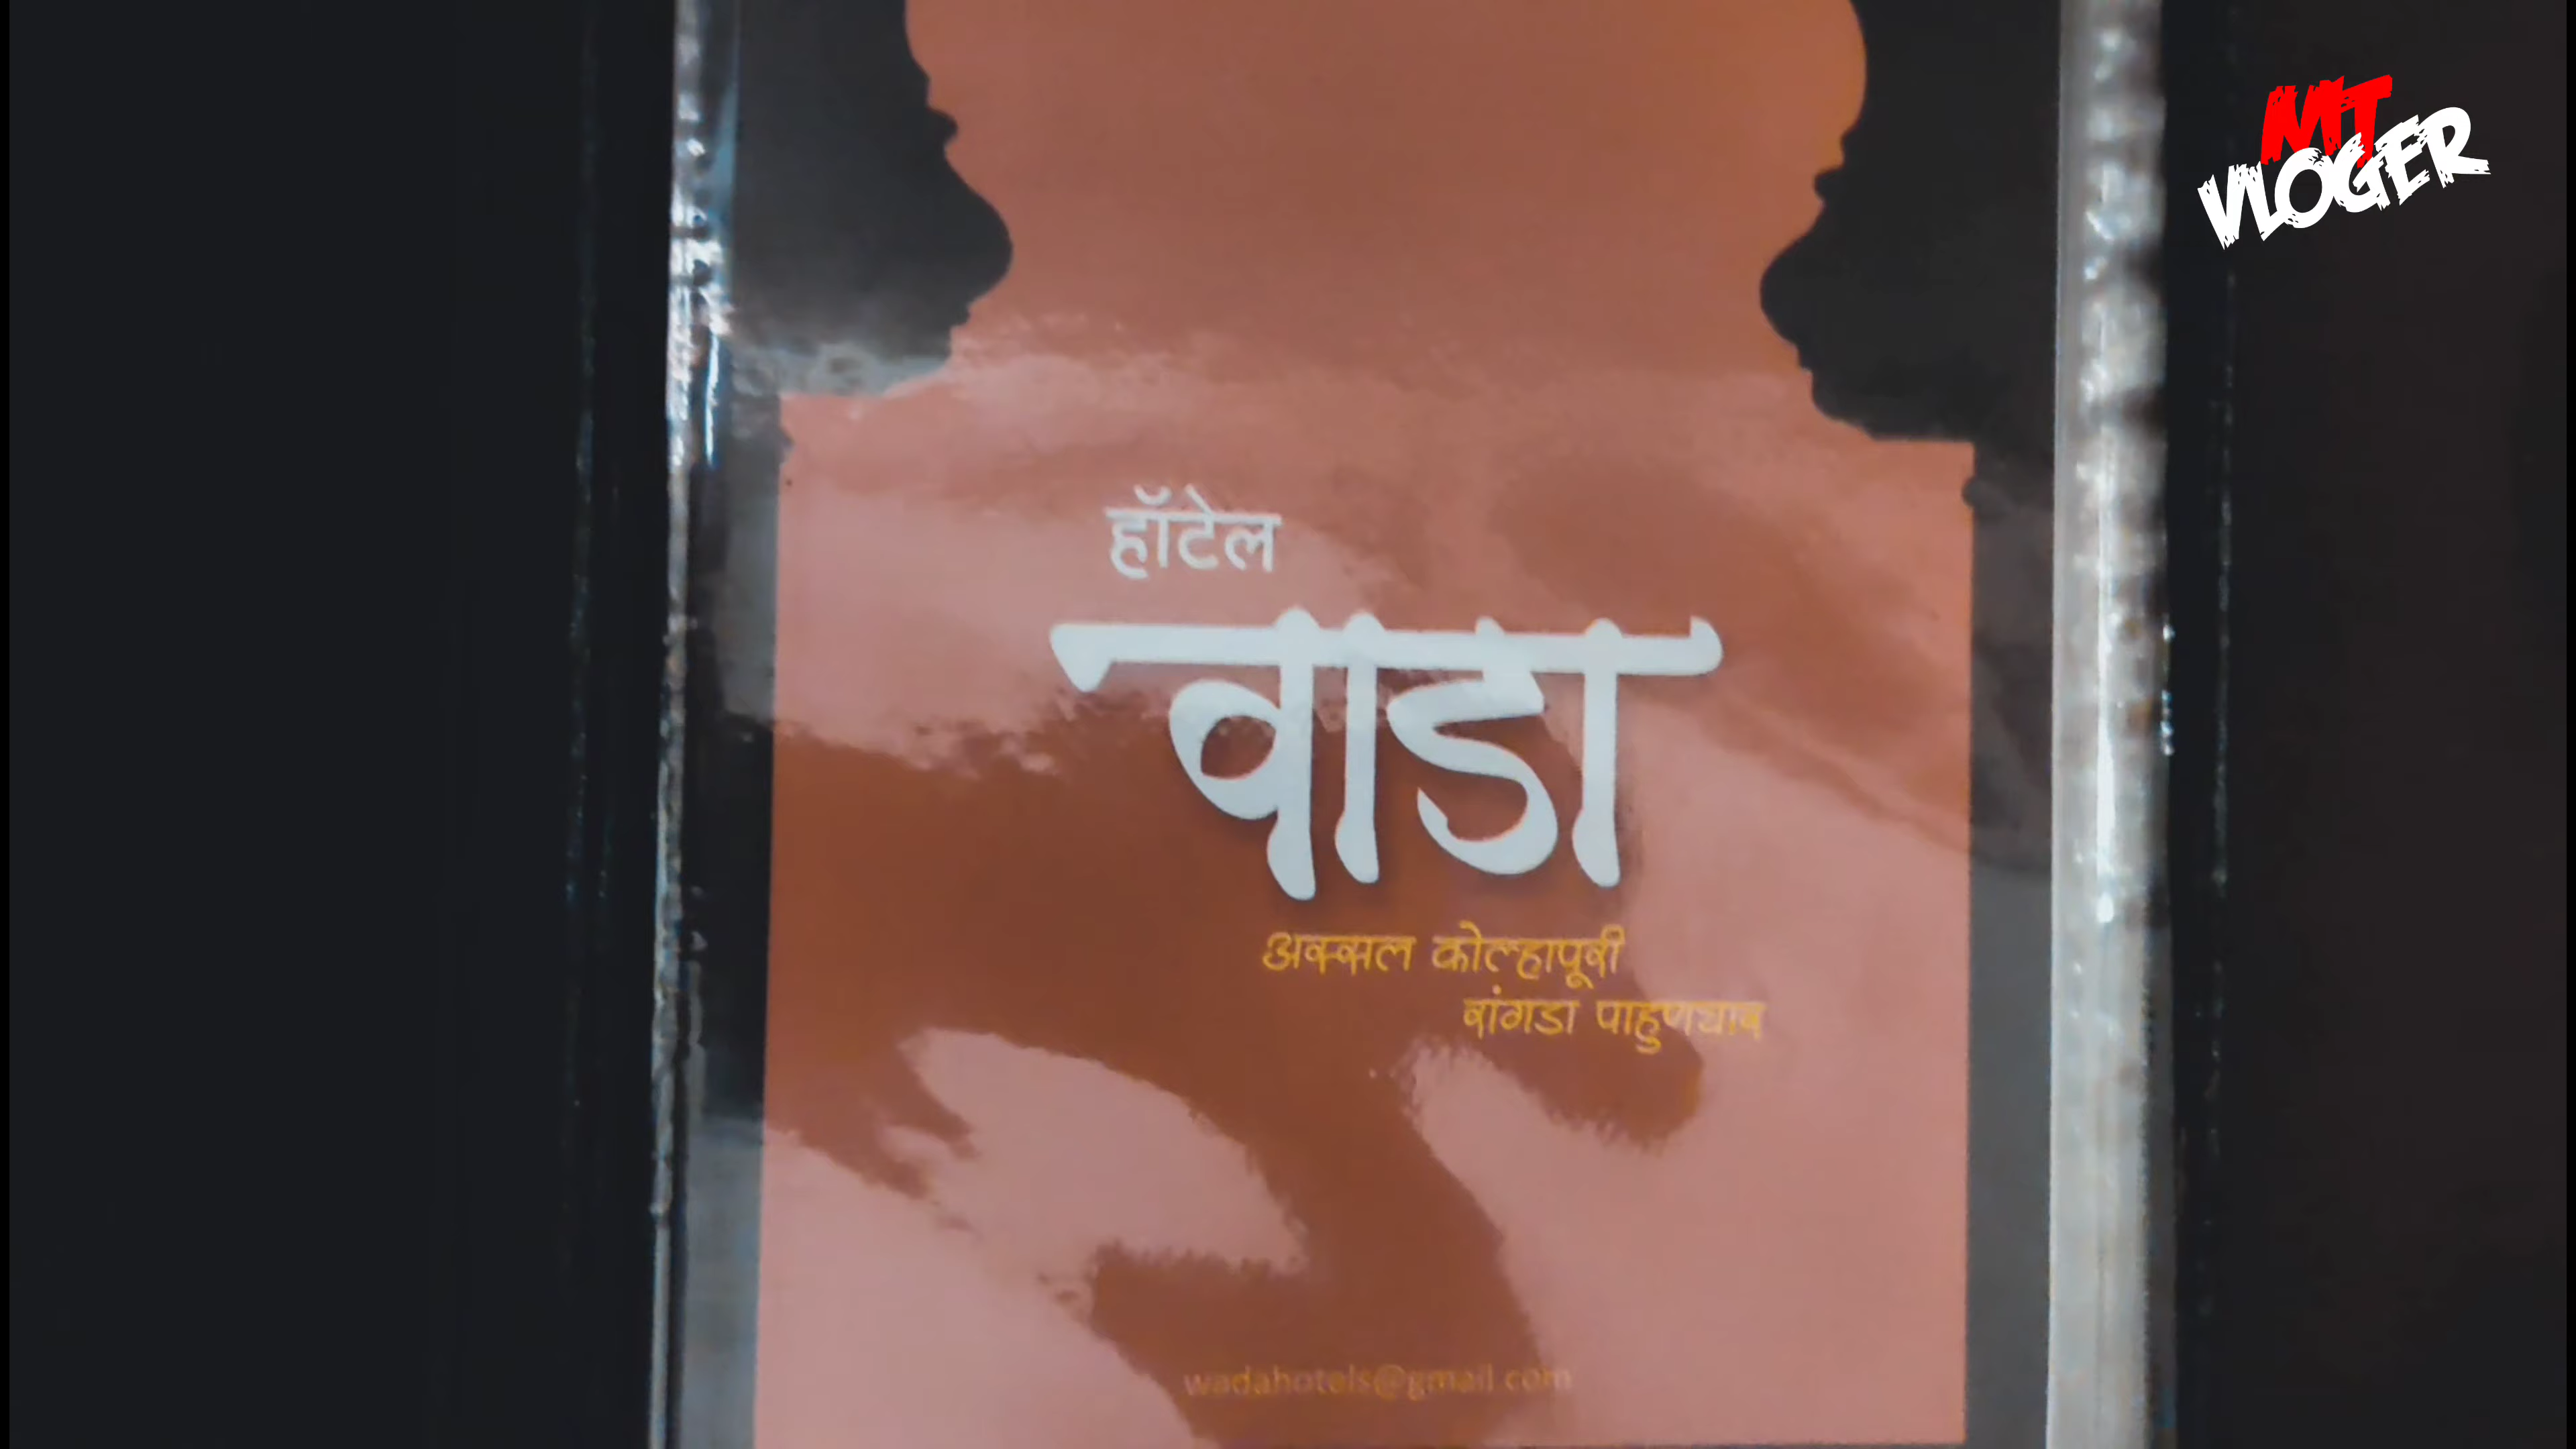 MT
VLOGER
हॉटेल
वाडा
अस्सल कोल्हापूरी
रांगडा पाहुणचार
wadahotels@gmail.com